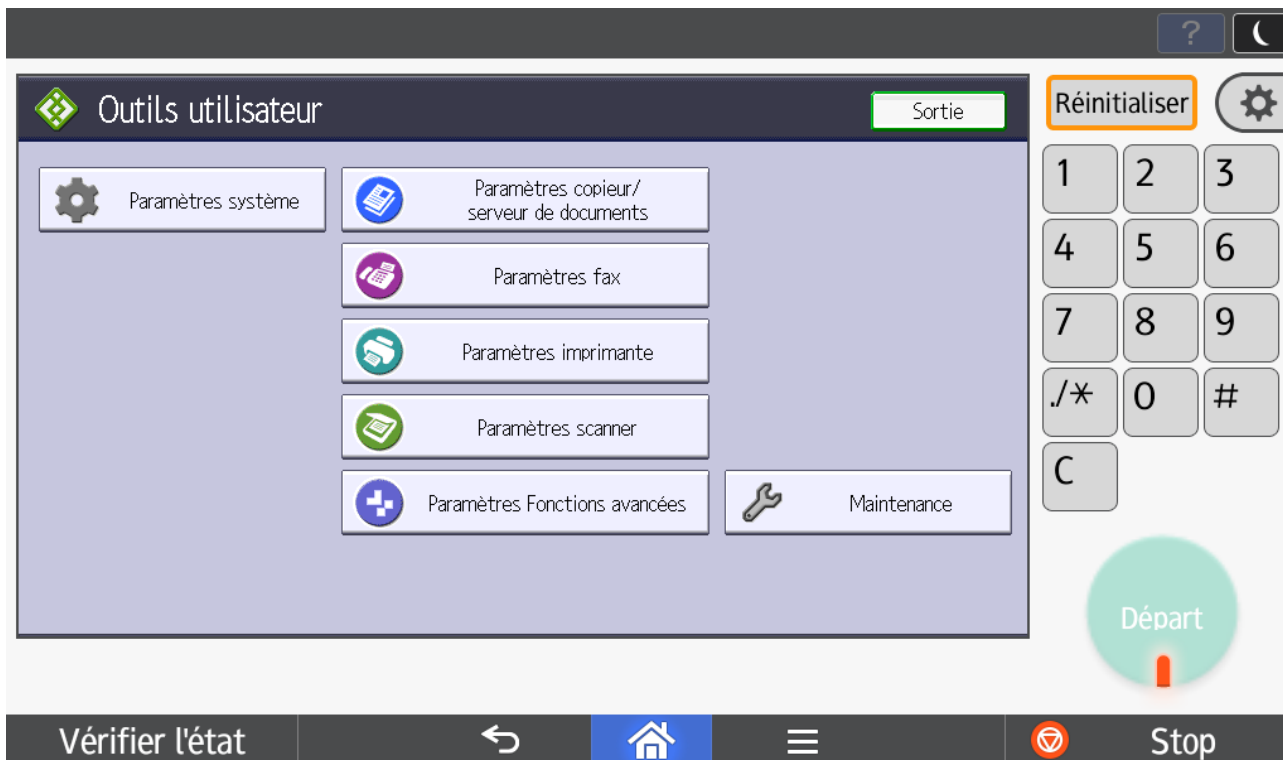 ?
Outils utilisateur
Sortie
Réinitialiser
Paramètres système
Paramètres copieur/
serveur de documents
Paramètres fax
Paramètres imprimante
Paramètres scanner
Paramètres Fonctions avancées
Maintenance
1 2 3
4 5 6
7 8 9
./* 0 #
C
Départ
Vérifier l'état
Stop